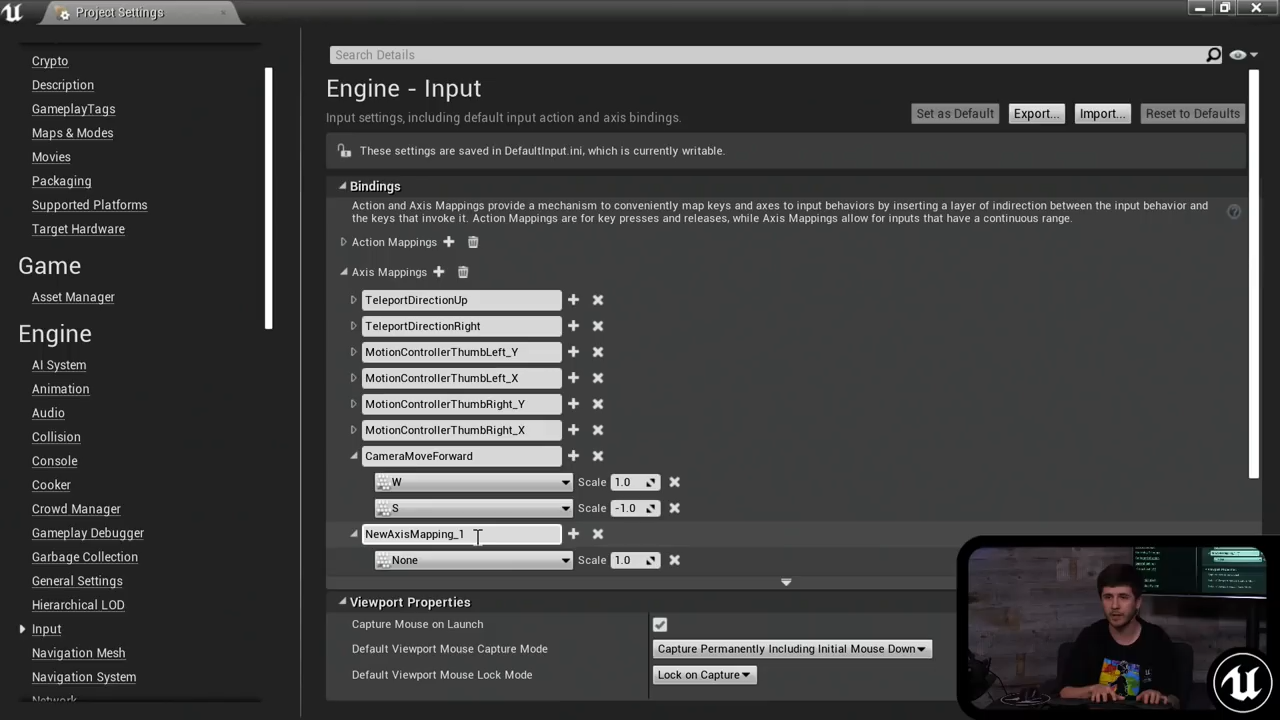 Project Settings
Crypto
Description
GameplayTags
Maps & Modes
Movies
Packaging
Supported Platforms
Target Hardware
Game
Asset Manager
Engine
AI System
Animation
Audio
Collision
Console
Cooker
Crowd Manager
Gameplay Debugger
Garbage Collection
General Settings
Hierarchical LOD
Input
Navigation Mesh
Navigation System
Network
Search Details
Engine - Input
Input settings, including default input action and axis bindings.
Set as Default
Export...
Import...
Reset to Defaults
These settings are saved in DefaultInput.ini, which is currently writable.
Bindings
Action and Axis Mappings provide a mechanism to conveniently map keys and axes to input behaviors by inserting a layer of indirection between the input behavior and
the keys that invoke it. Action Mappings are for key presses and releases, while Axis Mappings allow for inputs that have a continuous range.
Action Mappings
Axis Mappings
TeleportDirectionUp
TeleportDirectionRight
MotionControllerThumbLeft_Y
MotionControllerThumbLeft_X
MotionControllerThumbRight_Y
MotionControllerThumbRight_X
CameraMoveForward
W Scale 1.0
S Scale -1.0
NewAxisMapping_1
None Scale 1.0
Viewport Properties
Capture Mouse on Launch
Default Viewport Mouse Capture Mode Capture Permanently Including Initial Mouse Down
Default Viewport Mouse Lock Mode Lock on Capture